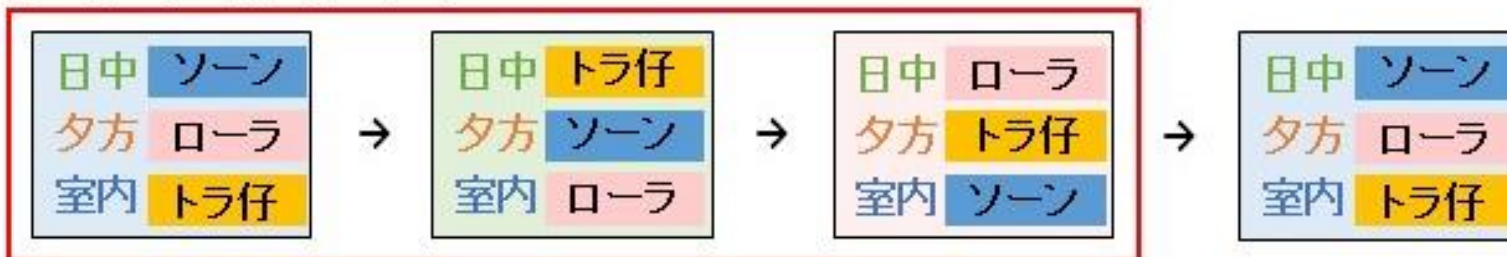 日中 ソーン
夕方 ローラ
室内 トラ仔
→
日中 トラ仔
夕方 ソーン
室内 ローラ
→
日中 ローラ
夕方 トラ仔
室内 ソーン
→
日中 ソーン
夕方 ローラ
室内 トラ仔